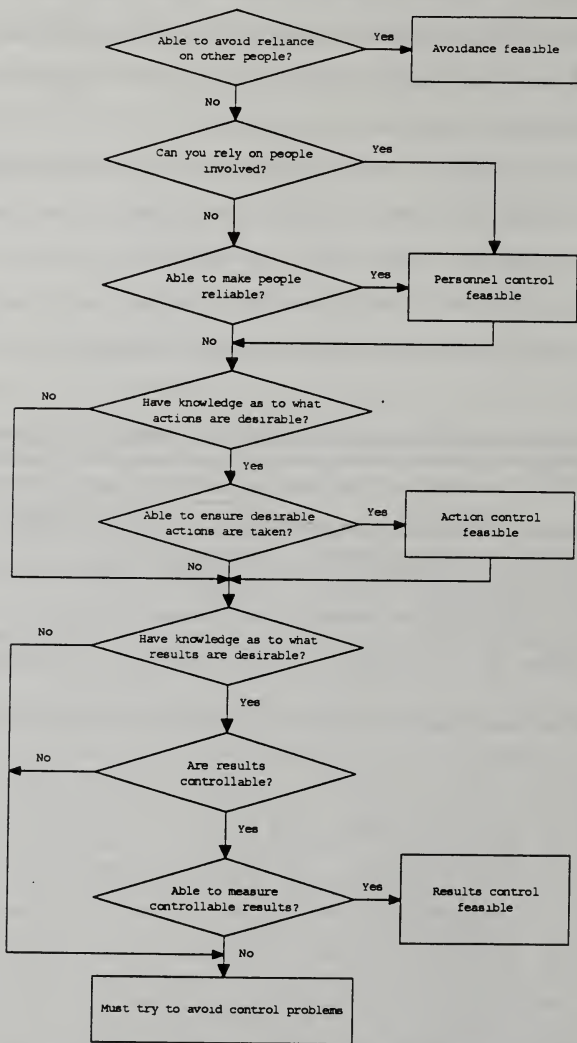 Able to avoid reliance
on other people?
Yes
Avoidance feasible
No
Can you rely on people
involved?
Yes
No
Able to make people
reliable?
Yes
Personnel control
feasible
No
Have knowledge as to what
actions are desirable?
No
Yes
Able to ensure desirable
actions are taken?
Yes
Action control
feasible
No
Have knowledge as to what
results are desirable?
No
Yes
Are results
controllable?
No
Yes
Able to measure
controllable results?
Yes
Results control
feasible
No
Must try to avoid control problems